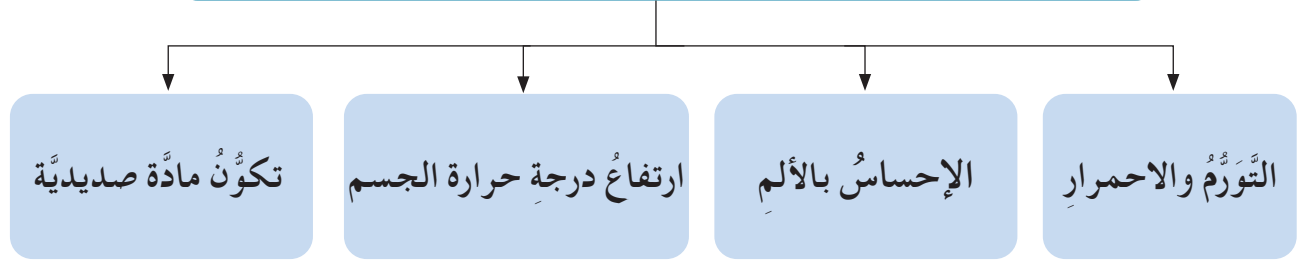 التَّوَرُّمُ والاحمرارِ
الإحساسُ بالألمِ
ارتفاعُ درجةِ حرارة الجسم
تكوُّنُ مادَّة صديديَّة